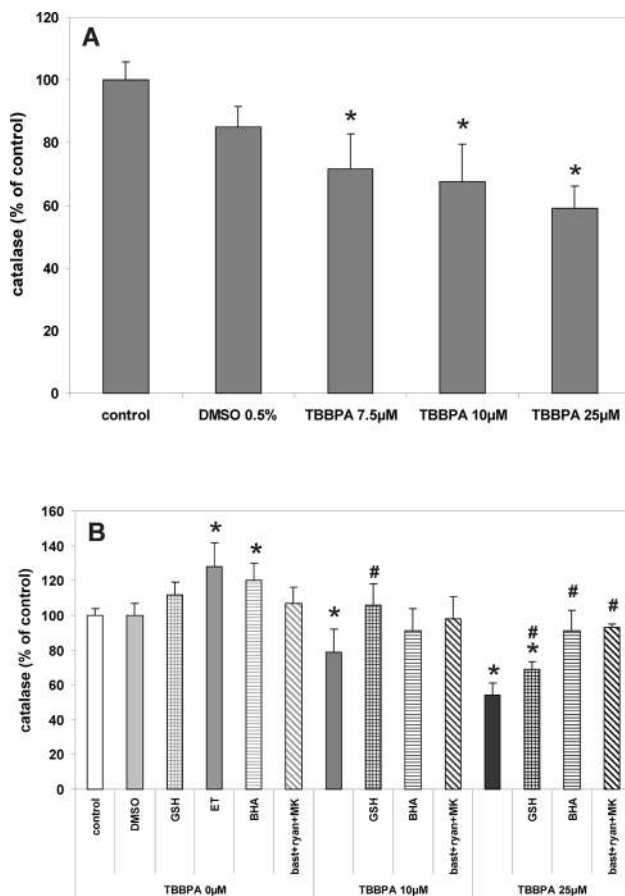 A
catalase (% of control)
120
100
80
60
40
20
0
* * *
control DMSO 0.5% TBBPA 7.5µM TBBPA 10µM TBBPA 25µM
B
catalase (% of control)
160
140
120
100
80
60
40
20
0
* * * # * # * # #
control DMSO GSH ET BHA bast+ryan+MK GSH BHA bast+ryan+MK GSH BHA bast+ryan+MK
TBBPA 0µM TBBPA 10µM TBBPA 25µM